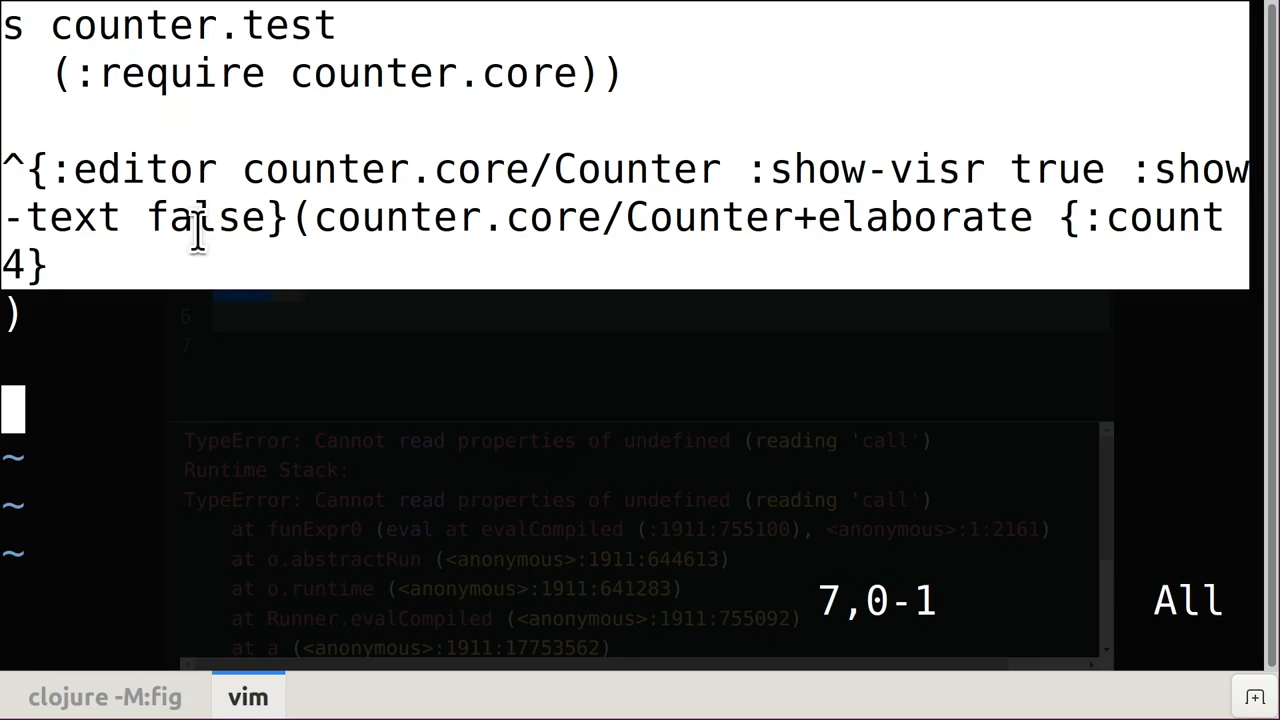 s counter.test
  (:require counter.core))
^{:editor counter.core/Counter :show-visr true :show
-text false}(counter.core/Counter+elaborate {:count
4}
)
6
7
~
~
~
TypeError: Cannot read properties of undefined (reading 'call')
Runtime Stack:
TypeError: Cannot read properties of undefined (reading 'call')
    at funExpr0 (eval at evalCompiled (:1911:755100), <anonymous>:1:2161)
    at o.abstractRun (<anonymous>:1911:644613)
    at o.runtime (<anonymous>:1911:641283)
    at Runner.evalCompiled (<anonymous>:1911:755092)
    at a (<anonymous>:1911:17753562)
7,0-1 All
clojure -M:fig vim